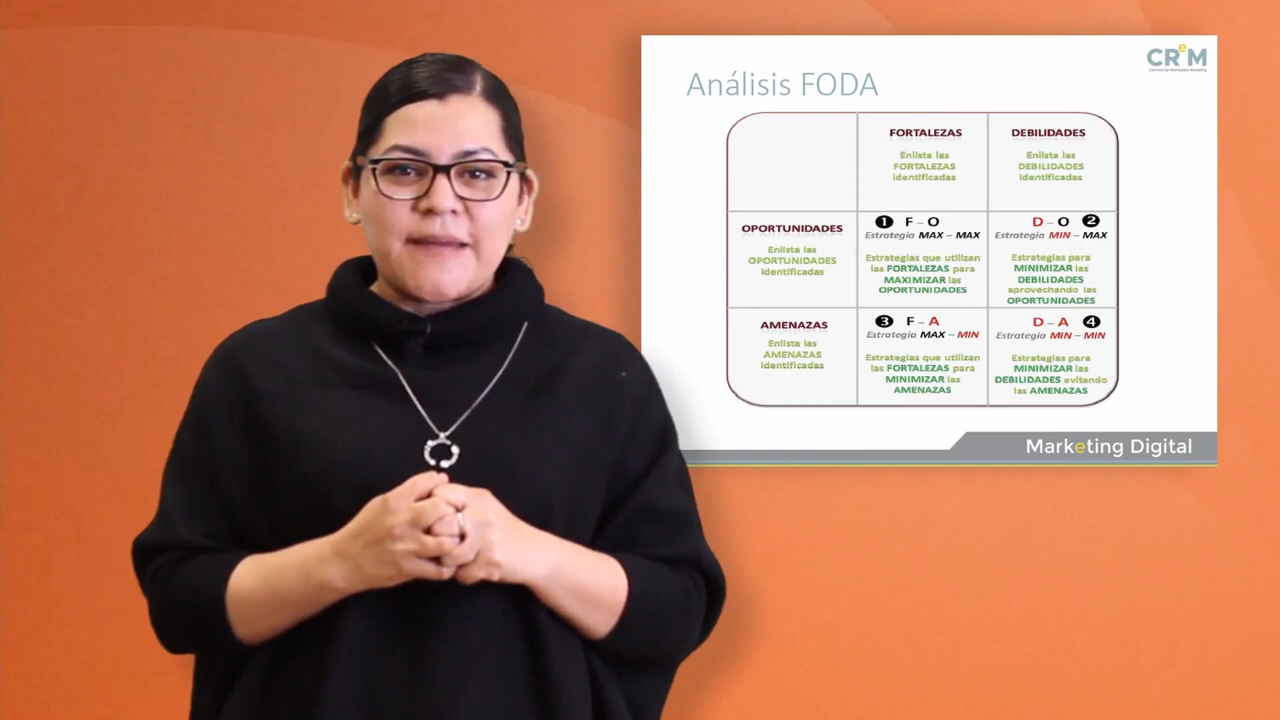 CReM
Análisis FODA
FORTALEZAS
Enlista las
FORTALEZAS
identificadas
DEBILIDADES
Enlista las
DEBILIDADES
identificadas
OPORTUNIDADES
Enlista las
OPORTUNIDADES
identificadas
1 F – O
Estrategia MAX – MAX
Estrategias que utilizan
las FORTALEZAS para
MAXIMIZAR las
OPORTUNIDADES
D – O 2
Estrategia MIN – MAX
Estrategias para
MINIMIZAR las
DEBILIDADES
aprovechando las
OPORTUNIDADES
AMENAZAS
Enlista las
AMENAZAS
identificadas
3 F – A
Estrategia MAX – MIN
Estrategias que utilizan
las FORTALEZAS para
MINIMIZAR las
AMENAZAS
D – A 4
Estrategia MIN – MIN
Estrategias para
MINIMIZAR las
DEBILIDADES evitando
las AMENAZAS
Marketing Digital